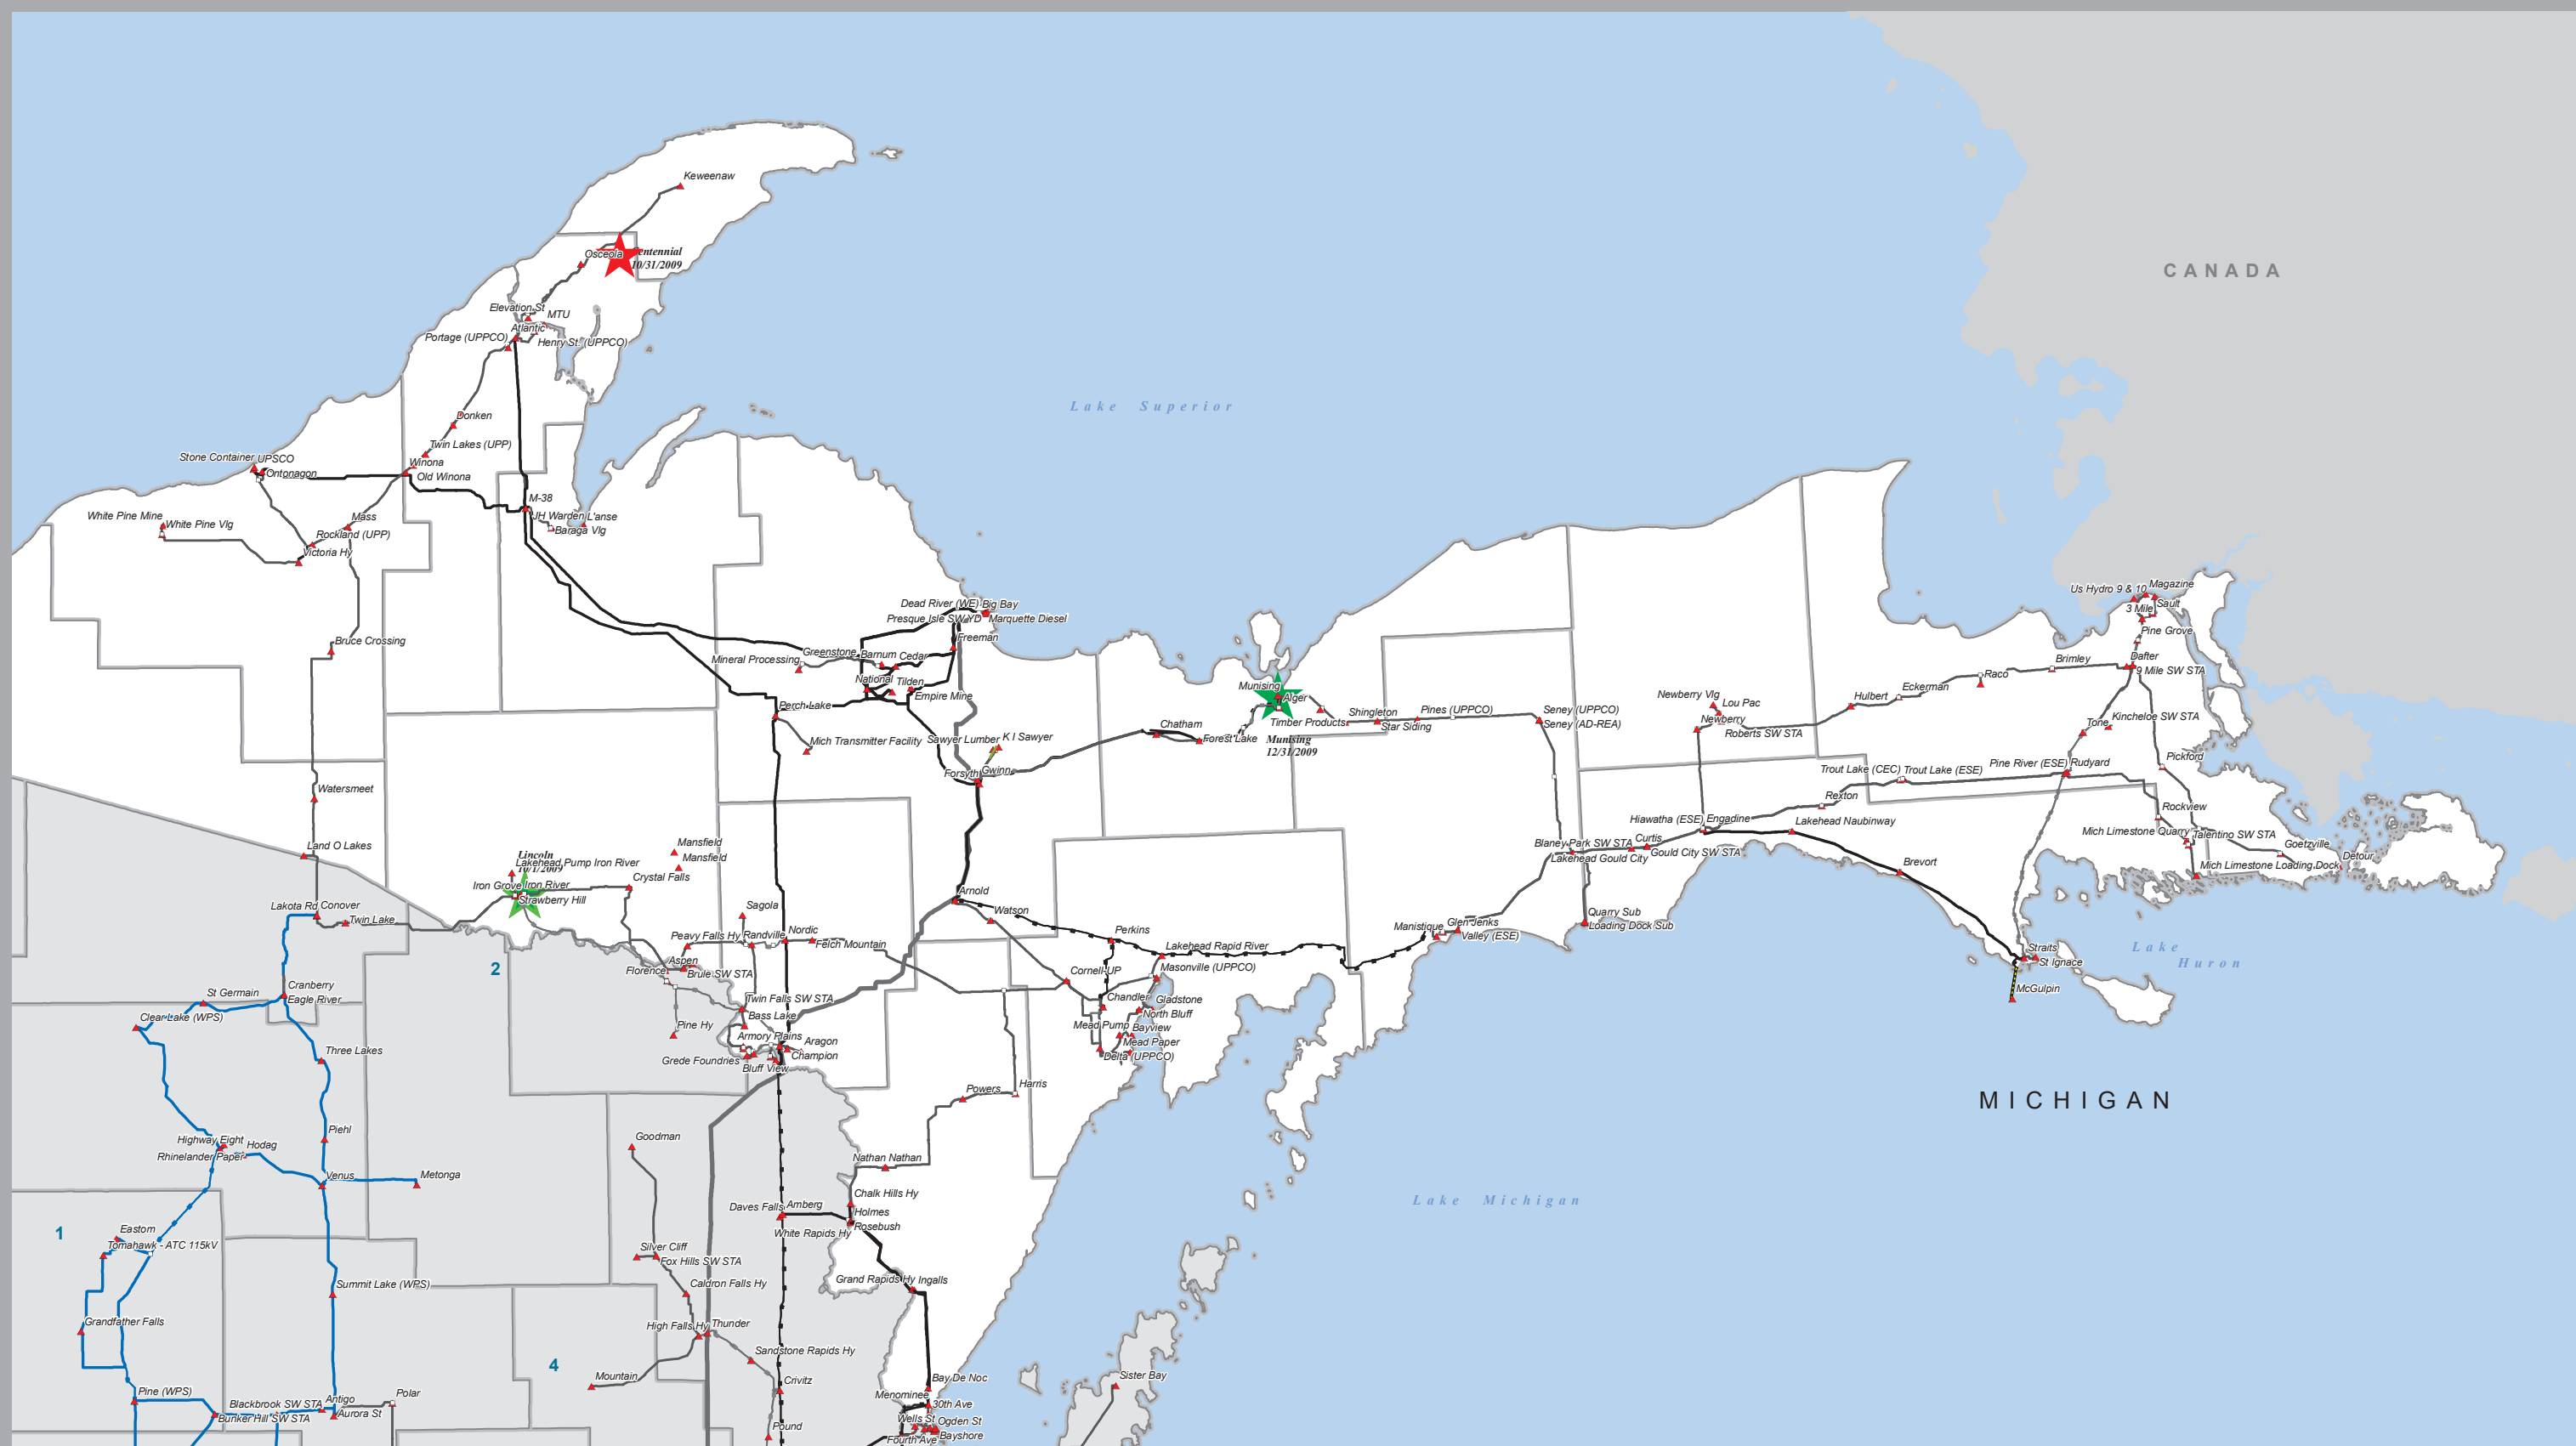 CANADA
Keweenaw
Osceola
Centennial
10/31/2009
Elevation St
MTU
Atlantic
Portage (UPPCO)
Henry St. (UPPCO)
Lake Superior
Donken
Twin Lakes (UPP)
Stone Container UPSCO
Winona
Ontonagon
Old Winona
M-38
White Pine Mine
White Pine Vlg
Mass
JH Warden L'anse
Baraga Vlg
Rockland (UPP)
Victoria Hy
Us Hydro 9 & 10
Magazine
Dead River (WE)
Big Bay
3 Mile
Sault
Presque Isle SW YD
Marquette Diesel
Pine Grove
Freeman
Bruce Crossing
Greenstone
Barnum
Cedar
Mineral Processing
Dafter
Brimley
9 Mile SW STA
Raco
National
Tilden
Empire Mine
Munising
Alger
Eckerman
Hulbert
Newberry Vlg
Lou Pac
Perch Lake
Shingleton
Pines (UPPCO)
Seney (UPPCO)
Timber Products
Star Siding
Seney (AD-REA)
Newberry
Roberts SW STA
Tone
Kincheloe SW STA
Chatham
Forest Lake
Munising
12/31/2009
Mich Transmitter Facility
Sawyer Lumber
K I Sawyer
Forsyth
Gwinn
Pickford
Trout Lake (CEC)
Trout Lake (ESE)
Pine River (ESE)
Rudyard
Watersmeet
Rexton
Rockview
Hiawatha (ESE)
Engadine
Lakehead Naubinway
Mich Limestone Quarry
Talentino SW STA
Land O Lakes
Mansfield
Mansfield
Blaney Park SW STA
Curtis
Lakehead Gould City
Gould City SW STA
Goetzville
Detour
Mich Limestone Loading Dock
Brevort
Lincoln
10/1/2009
Lakehead Pump Iron River
Crystal Falls
Iron Grove
Iron River
Strawberry Hill
Arnold
Watson
Lakota Rd
Conover
Twin Lake
Sagola
Quarry Sub
Loading Dock Sub
Glen Jenks
Manistique
Valley (ESE)
Peavy Falls Hy
Randville
Nordic
Felch Mountain
Perkins
Lakehead Rapid River
Straits
St Ignace
Lake
Huron
2
Aspen
Florence
Brule SW STA
Cornell-UP
Masonville (UPPCO)
McGulpin
Cranberry
Eagle River
St Germain
Clear Lake (WPS)
Twin Falls SW STA
Bass Lake
Chandler
Gladstone
North Bluff
Pine Hy
Mead Pump
Bayview
Mead Paper
Delta (UPPCO)
Armory
Plains
Aragon
Grede Foundries
Champion
Bluff View
Three Lakes
Powers
Harris
MICHIGAN
Piehl
Highway Eight
Hodag
Rhinelander Paper
Goodman
Nathan Nathan
Venus
Metonga
Chalk Hills Hy
Lake Michigan
Daves Falls
Amberg
Holmes
Rosebush
White Rapids Hy
1
Eastom
Tomahawk - ATC 115kV
Silver Cliff
Fox Hills SW STA
Summit Lake (WPS)
Caldron Falls Hy
Grand Rapids Hy
Ingalls
Grandfather Falls
High Falls Hy
Thunder
4
Sandstone Rapids Hy
Mountain
Crivitz
Bay De Noc
Sister Bay
Pine (WPS)
Polar
Menominee
Blackbrook SW STA
Antigo
30th Ave
Bunker Hill SW STA
Aurora St
Wells St
Ogden St
Pound
Fourth Ave
Bayshore